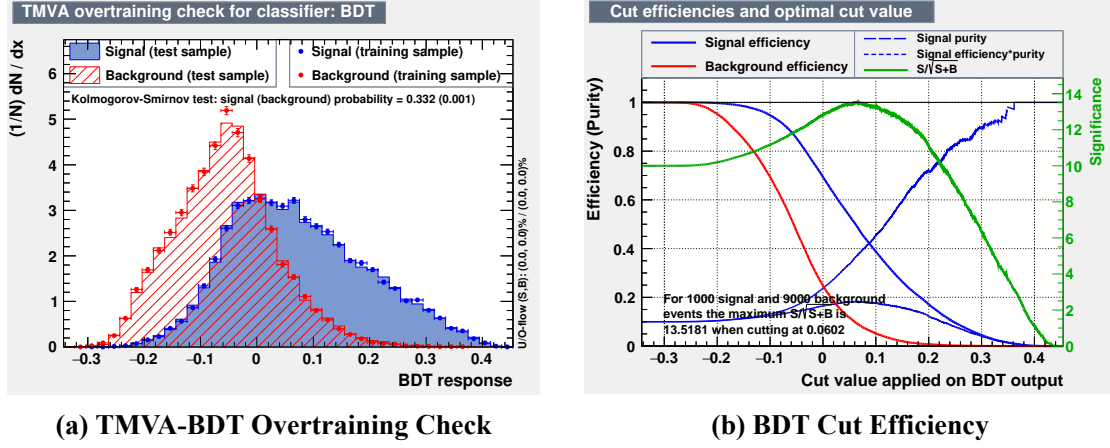 TMVA overtraining check for classifier: BDT
(1/N) dN / dx
Signal (test sample)
Background (test sample)
Signal (training sample)
Background (training sample)
Kolmogorov-Smirnov test: signal (background) probability = 0.332 (0.001)
6
5
4
3
2
1
0
−0.3 −0.2 −0.1 0 0.1 0.2 0.3 0.4
BDT response
U/O-flow (S,B): (0.0, 0.0)% / (0.0, 0.0)%
(a) TMVA-BDT Overtraining Check
Cut efficiencies and optimal cut value
Efficiency (Purity)
Signal efficiency
Background efficiency
Signal purity
Signal efficiency*purity
S/√S+B
1
0.8
0.6
0.4
0.2
0
14
12
10
8
6
4
2
0
Significance
For 1000 signal and 9000 background
events the maximum S/√S+B is
13.5181 when cutting at 0.0602
−0.3 −0.2 −0.1 0 0.1 0.2 0.3 0.4
Cut value applied on BDT output
(b) BDT Cut Efficiency